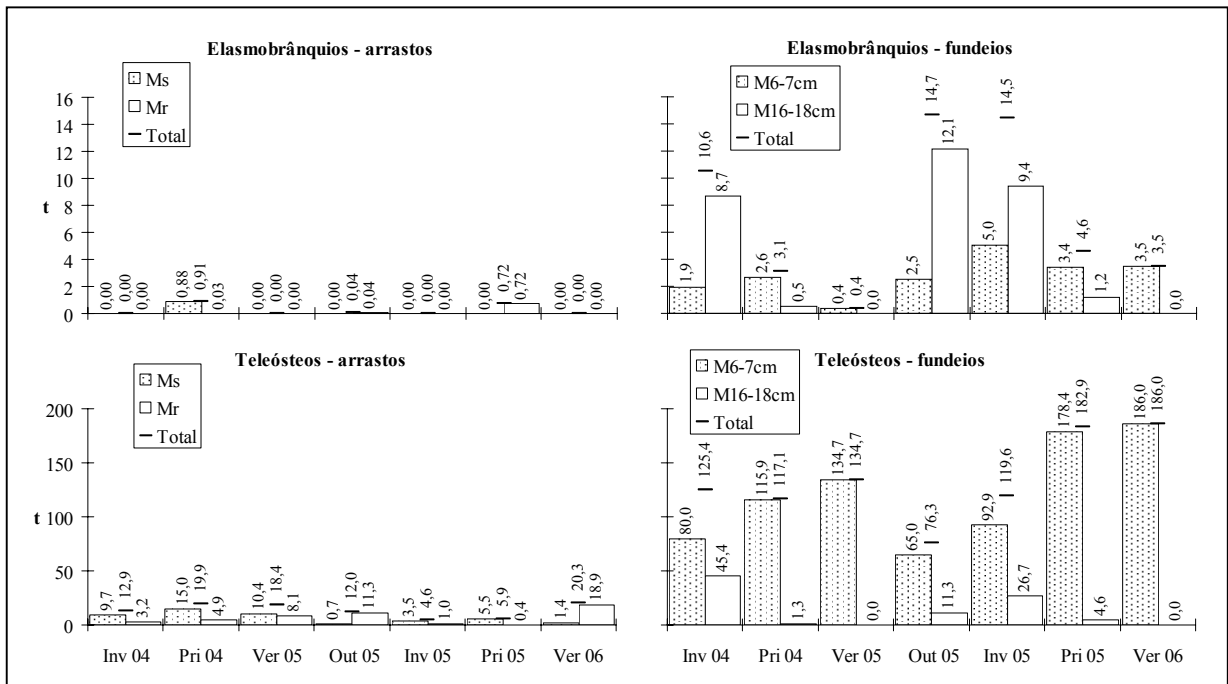 Elasmobrânquios - arrastos
Ms
Mr
Total
16
14
12
10
8
6
4
2
0
t
0,00 0,00 0,00 0,88 0,91 0,03 0,00 0,00 0,00 0,00 0,04 0,04 0,00 0,00 0,00 0,00 0,72 0,72 0,00 0,00 0,00
Elasmobrânquios - fundeios
M6-7cm
M16-18cm
Total
1,9 10,6 8,7 2,6 3,1 0,5 0,4 0,4 0,0 2,5 14,7 12,1 5,0 14,5 9,4 3,4 4,6 1,2 3,5 3,5 0,0
Teleósteos - arrastos
Ms
Mr
Total
200
150
100
50
0
t
9,7 12,9 3,2 15,0 19,9 4,9 10,4 18,4 8,1 0,7 12,0 11,3 3,5 4,6 1,0 5,5 5,9 0,4 1,4 20,3 18,9
Inv 04 Pri 04 Ver 05 Out 05 Inv 05 Pri 05 Ver 06
Teleósteos - fundeios
M6-7cm
M16-18cm
Total
80,0 125,4 45,4 115,9 117,1 1,3 134,7 134,7 0,0 65,0 76,3 11,3 92,9 119,6 26,7 178,4 182,9 4,6 186,0 186,0 0,0
Inv 04 Pri 04 Ver 05 Out 05 Inv 05 Pri 05 Ver 06